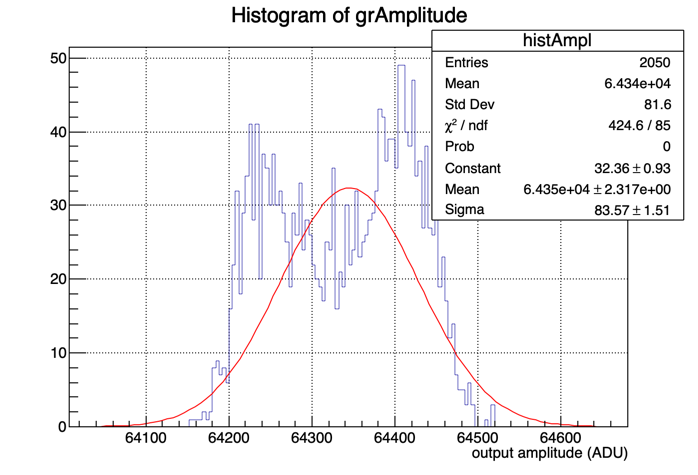 Histogram of grAmplitude
histAmpl
Entries 2050
Mean 6.434e+04
Std Dev 81.6
χ² / ndf 424.6 / 85
Prob 0
Constant 32.36 ± 0.93
Mean 6.435e+04 ± 2.317e+00
Sigma 83.57 ± 1.51
50
40
30
20
10
0
64100 64200 64300 64400 64500 64600
output amplitude (ADU)